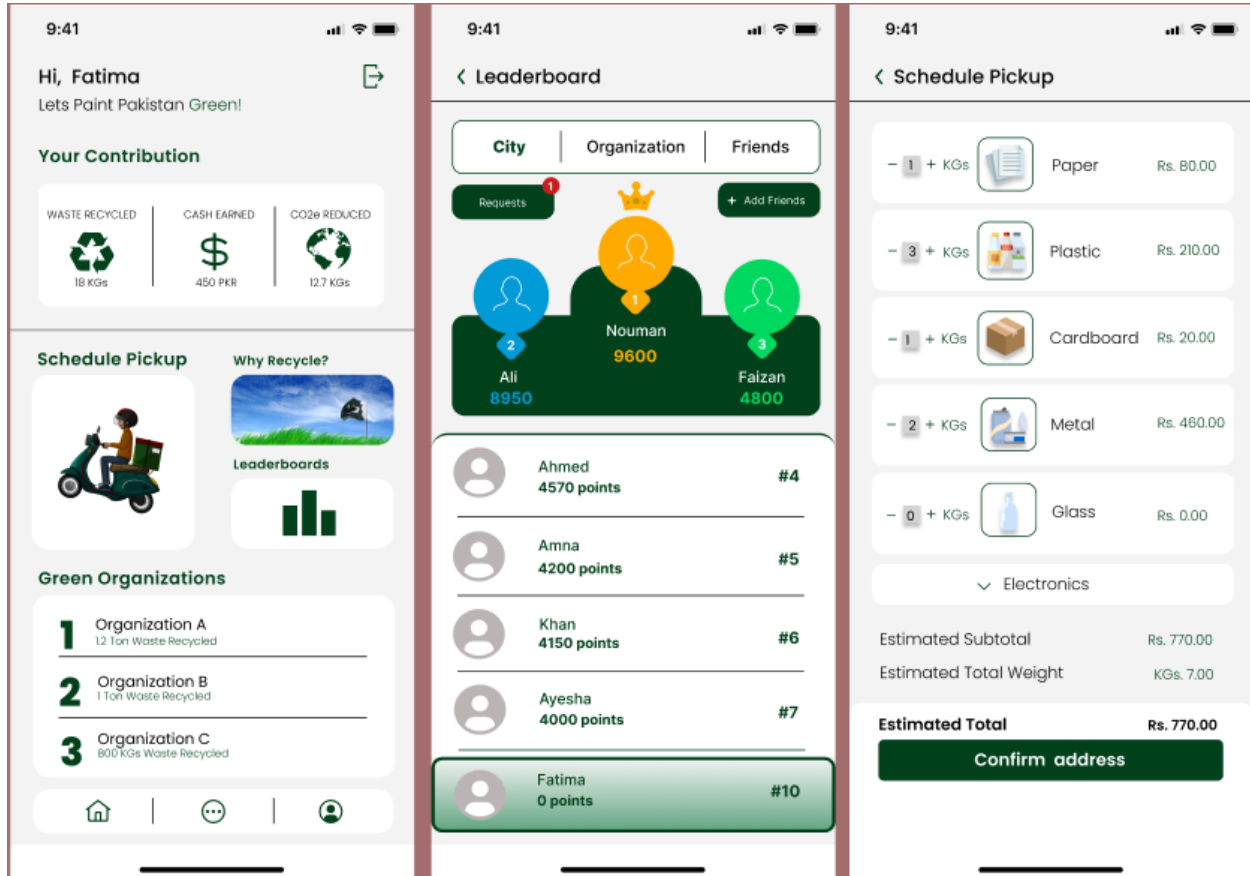 9:41
Hi, Fatima
Lets Paint Pakistan Green!
Your Contribution
WASTE RECYCLED
18 KGs
CASH EARNED
$
450 PKR
CO2e REDUCED
12.7 KGs
Schedule Pickup
Why Recycle?
Leaderboards
Green Organizations
1 Organization A
1.2 Ton Waste Recycled
2 Organization B
1 Ton Waste Recycled
3 Organization C
800 KGs Waste Recycled
9:41
< Leaderboard
City | Organization | Friends
Requests
1
+ Add Friends
1
Nouman
9600
2
Ali
8950
3
Faizan
4800
Ahmed
4570 points
#4
Amna
4200 points
#5
Khan
4150 points
#6
Ayesha
4000 points
#7
Fatima
0 points
#10
9:41
< Schedule Pickup
- 1 + KGs Paper Rs. 80.00
- 3 + KGs Plastic Rs. 210.00
- 1 + KGs Cardboard Rs. 20.00
- 2 + KGs Metal Rs. 460.00
- 0 + KGs Glass Rs. 0.00
Electronics
Estimated Subtotal Rs. 770.00
Estimated Total Weight KGs. 7.00
Estimated Total Rs. 770.00
Confirm address